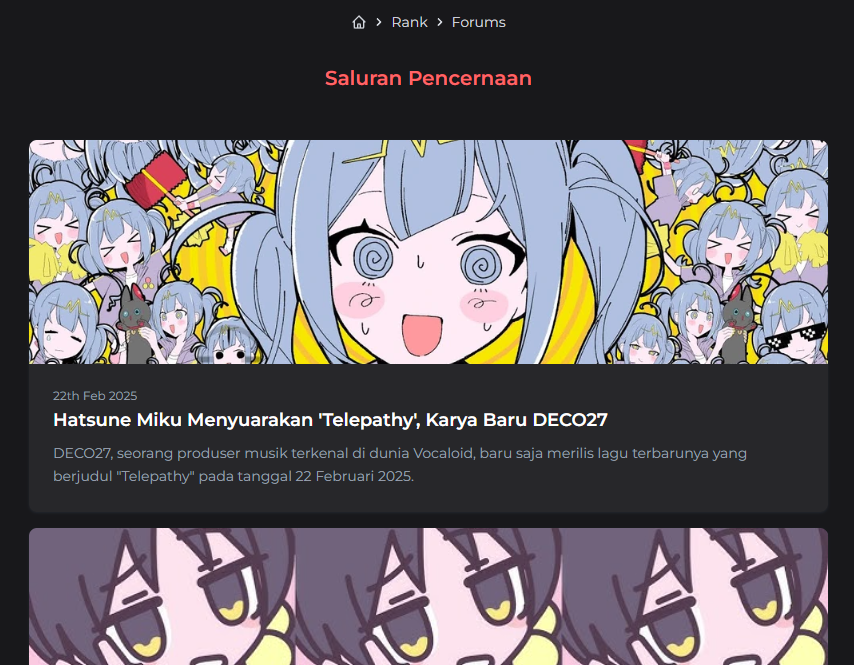 Rank
Forums
Saluran Pencernaan
22th Feb 2025
Hatsune Miku Menyuarakan 'Telepathy', Karya Baru DECO27
DECO27, seorang produser musik terkenal di dunia Vocaloid, baru saja merilis lagu terbarunya yang
berjudul "Telepathy" pada tanggal 22 Februari 2025.